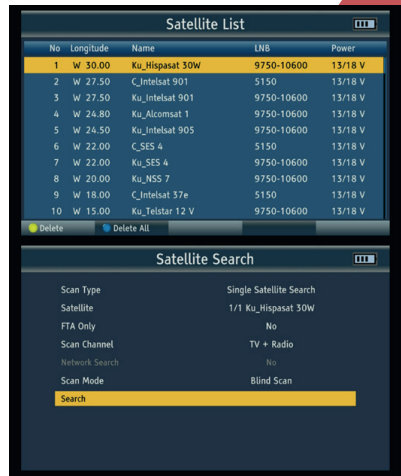 Satellite List
No Longitude Name LNB Power
1 W 30.00 Ku_Hispasat 30W 9750-10600 13/18 V
2 W 27.50 C_Intelsat 901 5150 13/18 V
3 W 27.50 Ku_Intelsat 901 9750-10600 13/18 V
4 W 24.80 Ku_Alcomsat 1 9750-10600 13/18 V
5 W 24.50 Ku_Intelsat 905 9750-10600 13/18 V
6 W 22.00 C_SES 4 5150 13/18 V
7 W 22.00 Ku_SES 4 9750-10600 13/18 V
8 W 20.00 Ku_NSS 7 9750-10600 13/18 V
9 W 18.00 C_Intelsat 37e 5150 13/18 V
10 W 15.00 Ku_Telstar 12 V 9750-10600 13/18 V
Delete Delete All
Satellite Search
Scan Type Single Satellite Search
Satellite 1/1 Ku_Hispasat 30W
FTA Only No
Scan Channel TV + Radio
Network Search No
Scan Mode Blind Scan
Search